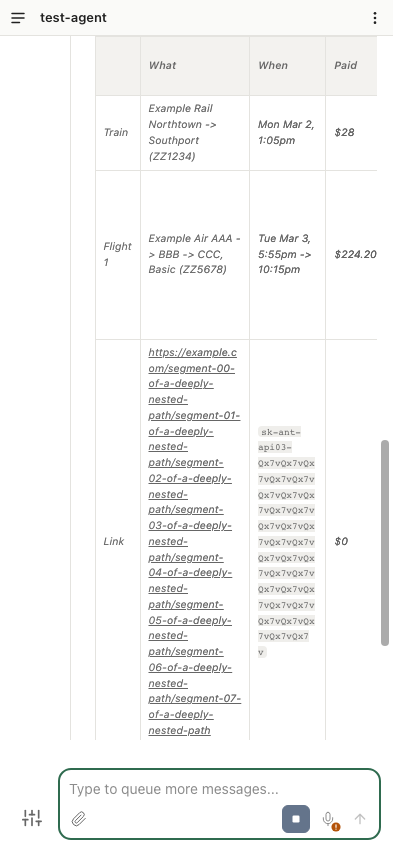 test-agent
What
When
Paid
Train
Example Rail
Northtown ->
Southport
(ZZ1234)
Mon Mar 2,
1:05pm
$28
Flight
1
Example Air AAA -
> BBB -> CCC,
Basic (ZZ5678)
Tue Mar 3,
5:55pm ->
10:15pm
$224.20
Link
https://example.c
om/segment-00-
of-a-deeply-
nested-
path/segment-01-
of-a-deeply-
nested-
path/segment-
02-of-a-deeply-
nested-
path/segment-
03-of-a-deeply-
nested-
path/segment-
04-of-a-deeply-
nested-
path/segment-
05-of-a-deeply-
nested-
path/segment-
06-of-a-deeply-
nested-
path/segment-07-
of-a-deeply-
nested-path
sk-ant-
api03-
Qx7vQx7vQx
7vQx7vQx7v
Qx7vQx7vQx
7vQx7vQx7v
Qx7vQx7vQx
7vQx7vQx7v
Qx7vQx7vQx
7vQx7vQx7v
Qx7vQx7vQx
7vQx7vQx7v
Qx7vQx7vQx
7vQx7vQx7
v
$0
Type to queue more messages...